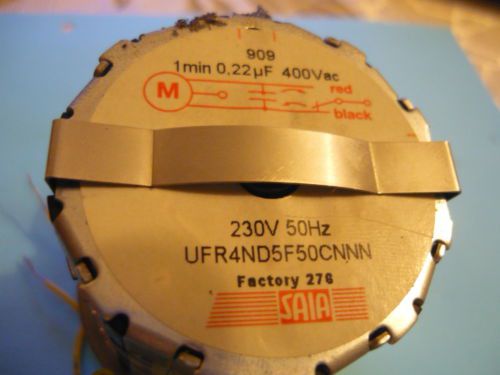 909
1min 0,22µF 400Vac
M
red
black
230V 50Hz
UFR4ND5F50CNNN
Factory 276
SAIA